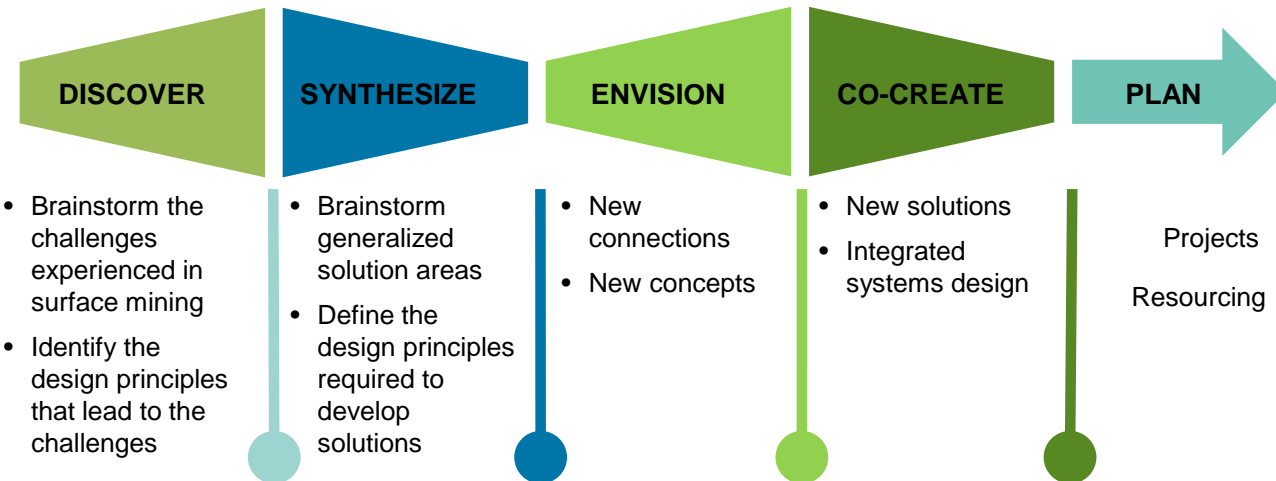 DISCOVER
SYNTHESIZE
ENVISION
CO-CREATE
PLAN
• Brainstorm the
challenges
experienced in
surface mining
• Identify the
design principles
that lead to the
challenges
• Brainstorm
generalized
solution areas
• Define the
design principles
required to
develop
solutions
• New
connections
• New concepts
• New solutions
• Integrated
systems design
Projects
Resourcing